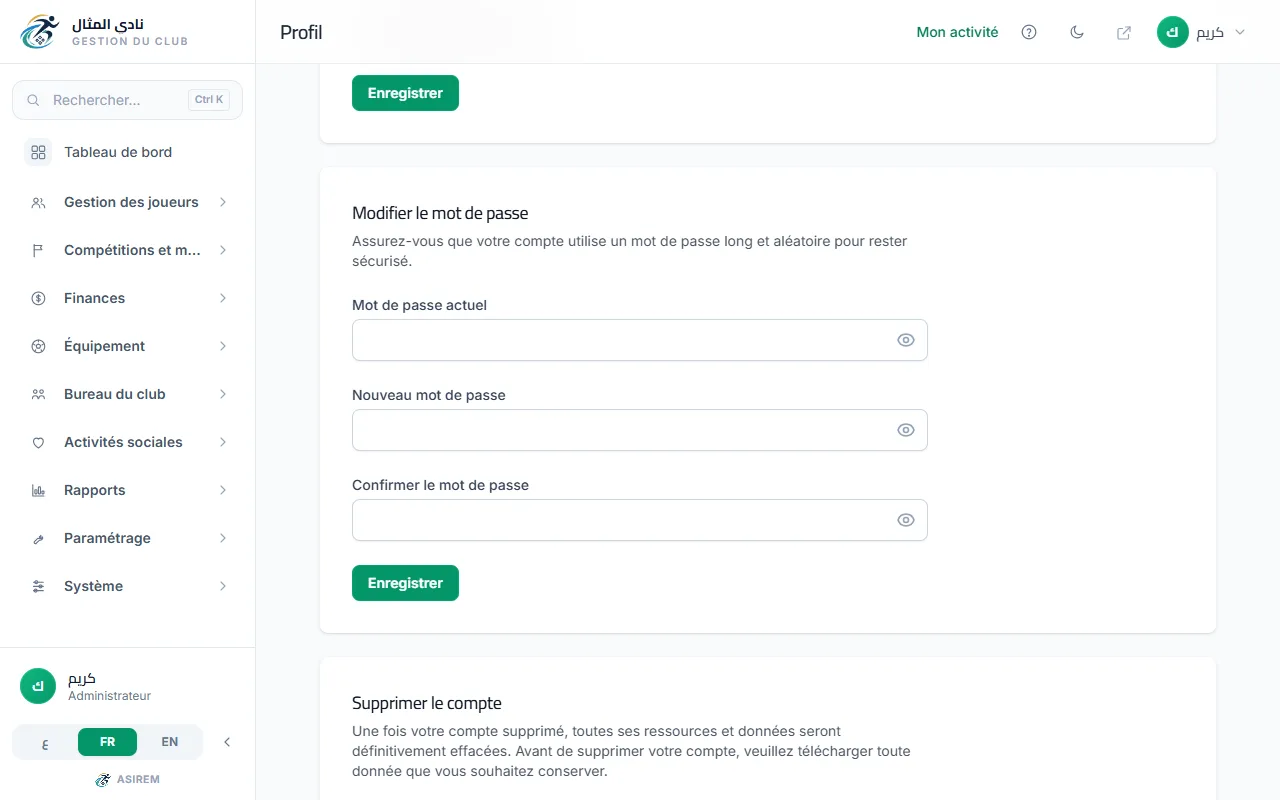 نادي المثال
GESTION DU CLUB
Rechercher...
Ctrl K
Tableau de bord
Gestion des joueurs
Compétitions et m...
Finances
Équipement
Bureau du club
Activités sociales
Rapports
Paramétrage
Système
ك
كريم
Administrateur
ع
FR
EN
ASIREM
Profil
Mon activité
ك
كريم
Enregistrer
Modifier le mot de passe
Assurez-vous que votre compte utilise un mot de passe long et aléatoire pour rester
sécurisé.
Mot de passe actuel
Nouveau mot de passe
Confirmer le mot de passe
Enregistrer
Supprimer le compte
Une fois votre compte supprimé, toutes ses ressources et données seront
définitivement effacées. Avant de supprimer votre compte, veuillez télécharger toute
donnée que vous souhaitez conserver.